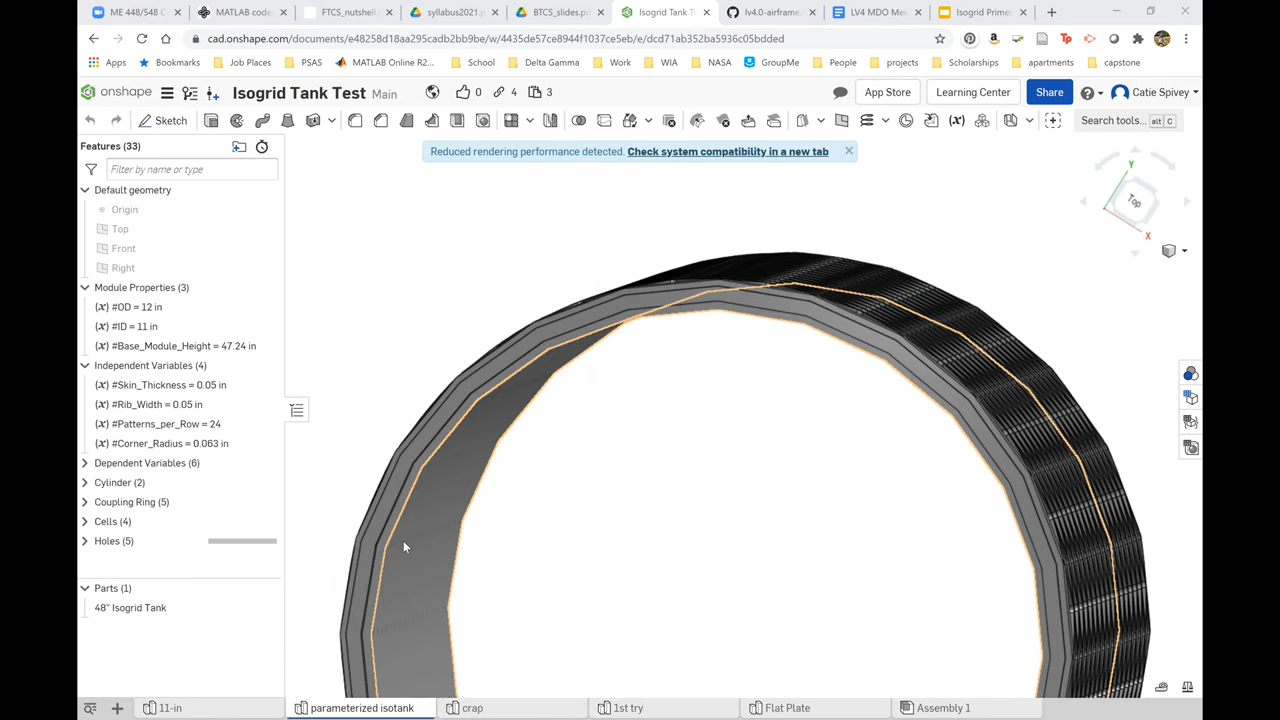 ME 448/548 C
MATLAB code
FTCS_nutshell.
syllabus2021.p
BTCS_slides.pd
Isogrid Tank T
lv4.0-airframe.
LV4 MDO Mee
Isogrid Prime
cad.onshape.com/documents/e48258d18aa295cadb2bb9be/w/4435de57ce8944f1037ce5eb/e/dcd71ab352ba5936c05bdded
Apps Bookmarks Job Places PSAS MATLAB Online R2... School Delta Gamma Work WIA NASA GroupMe People projects Scholarships apartments capstone
onshape Isogrid Tank Test Main 0 4 3 App Store Learning Center Share Catie Spivey
Sketch (x) Search tools... alt C
Features (33)
Reduced rendering performance detected. Check system compatibility in a new tab
Filter by name or type
Default geometry
Origin
Top
Front
Right
Y
Top
X
Module Properties (3)
(x) #OD = 12 in
(x) #ID = 11 in
(x) #Base_Module_Height = 47.24 in
Independent Variables (4)
(x) #Skin_Thickness = 0.05 in
(x) #Rib_Width = 0.05 in
(x) #Patterns_per_Row = 24
(x) #Corner_Radius = 0.063 in
Dependent Variables (6)
Cylinder (2)
Coupling Ring (5)
Cells (4)
Holes (5)
Parts (1)
48" Isogrid Tank
11-in parameterized isotank crap 1st try Flat Plate Assembly 1